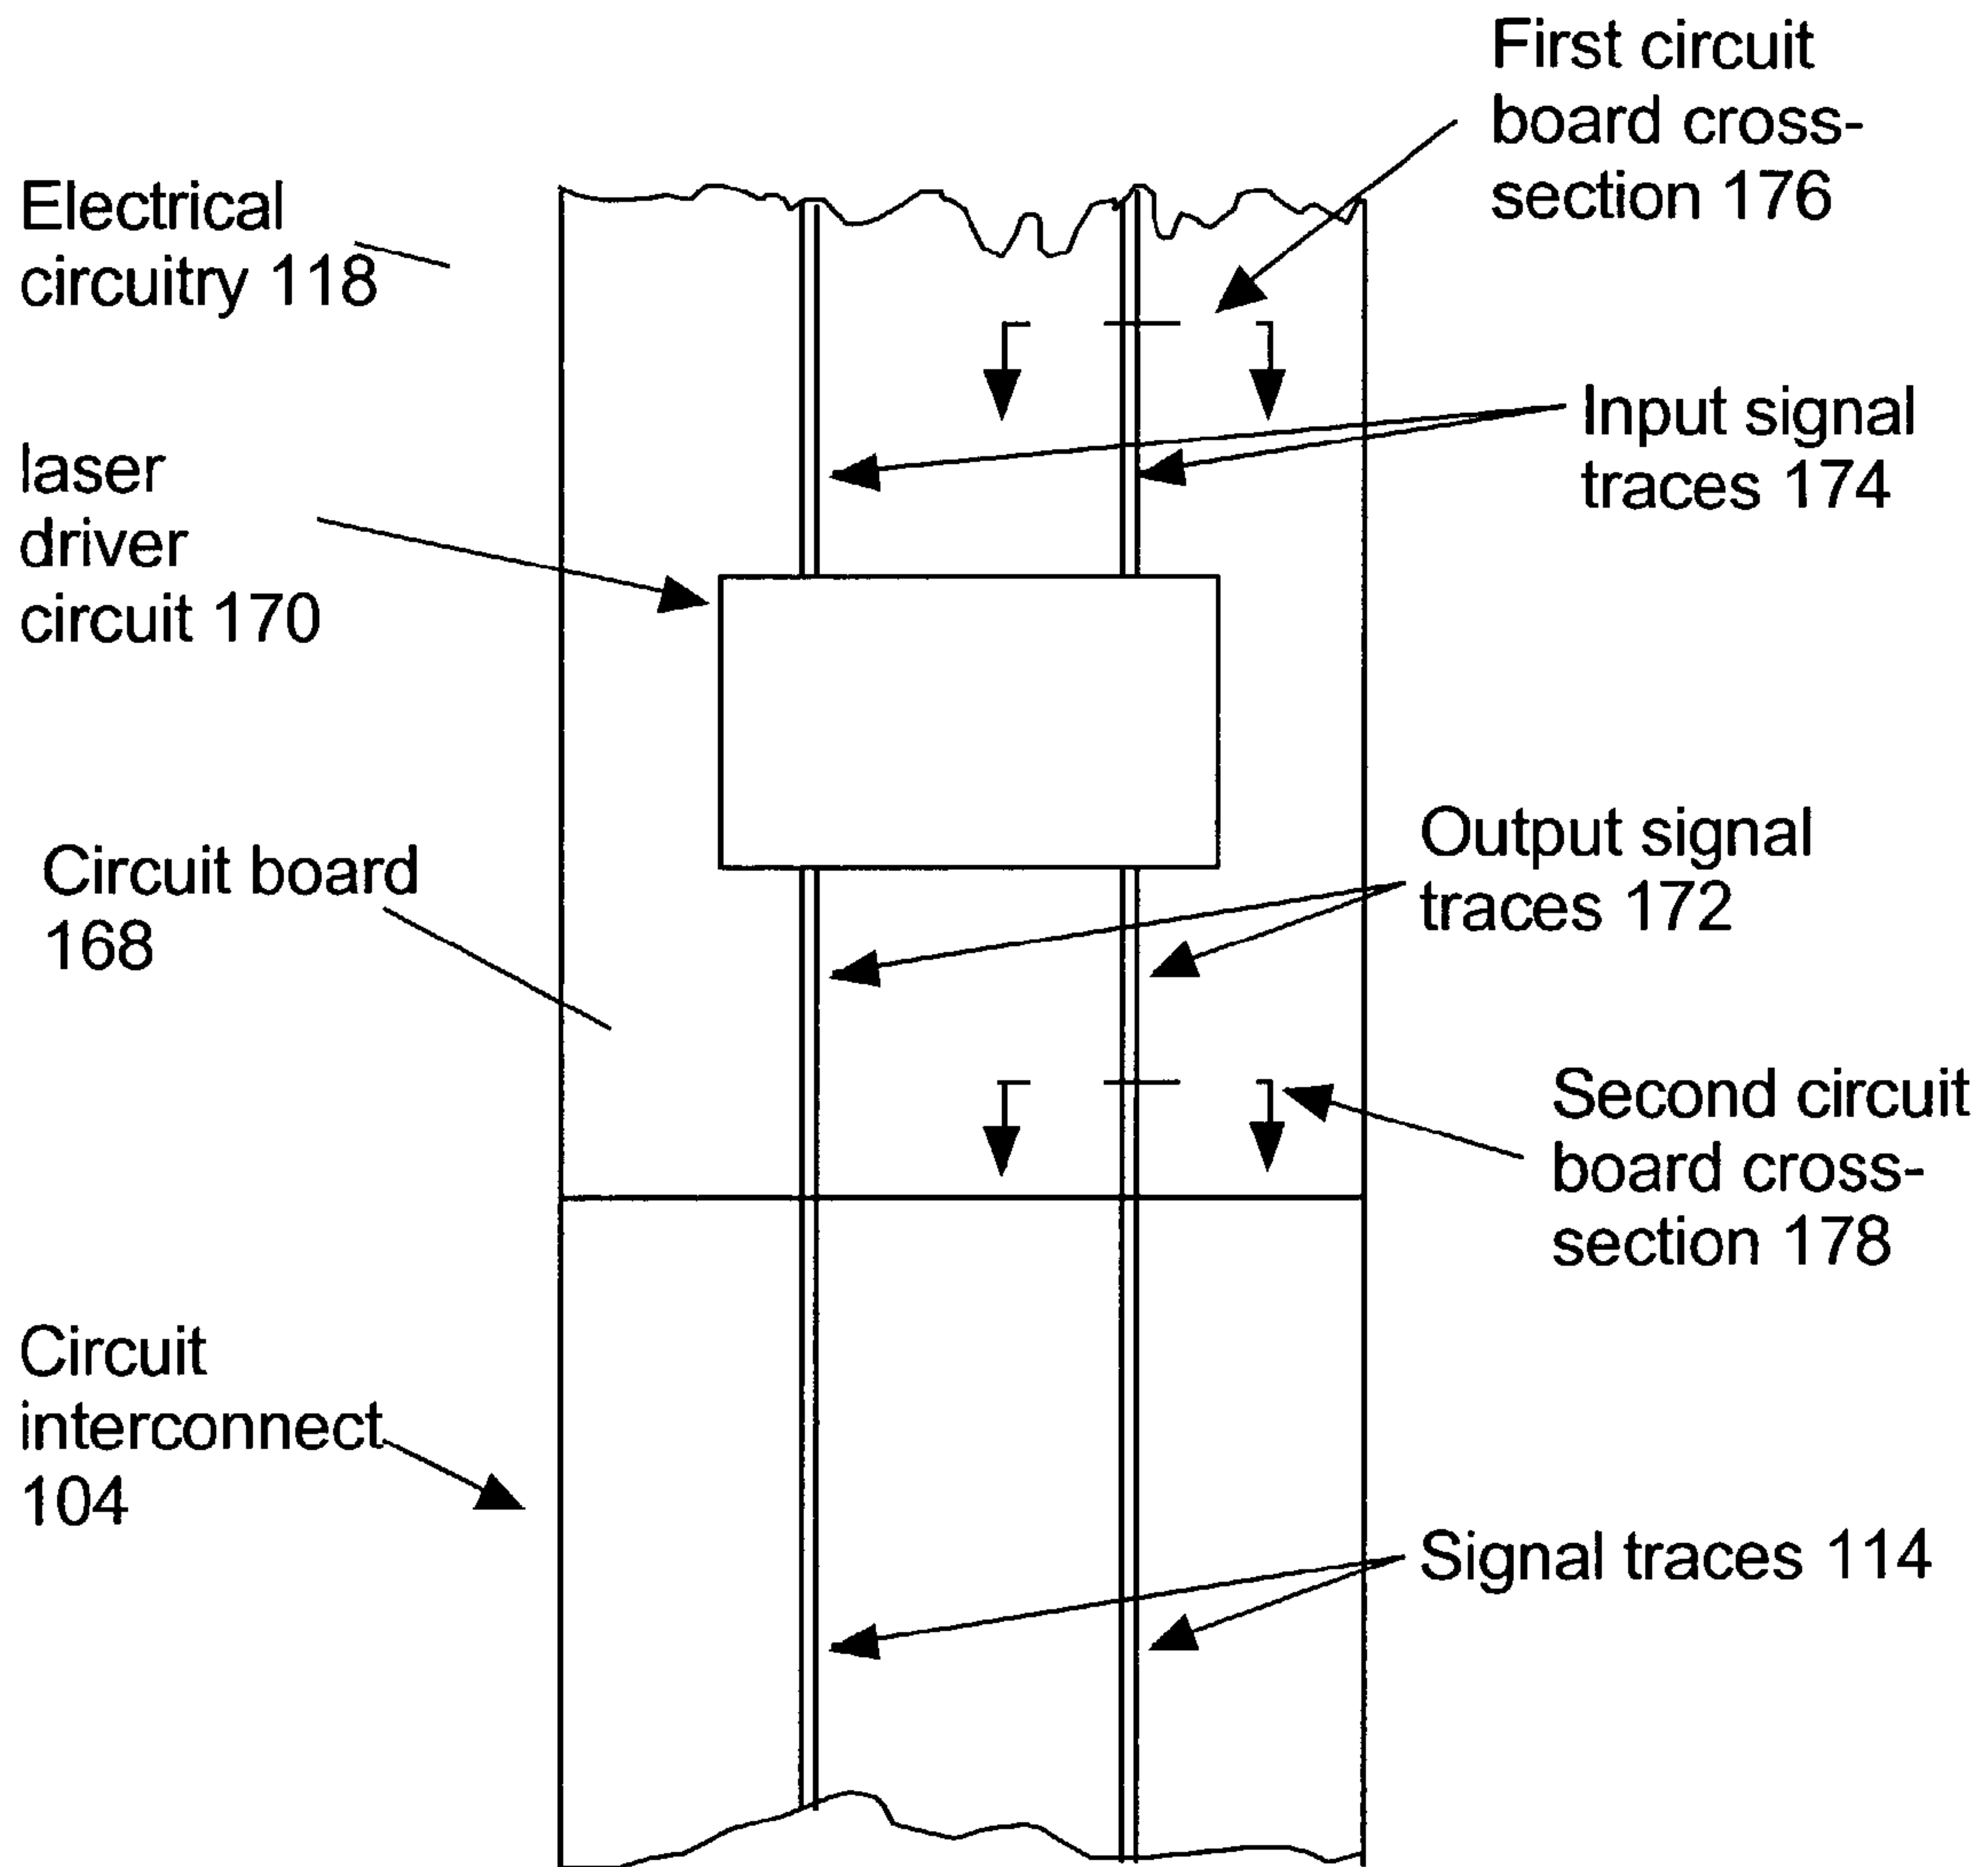 First circuit
board cross-
section 176
Electrical
circuitry 118
Input signal
traces 174
laser
driver
circuit 170
Output signal
traces 172
Circuit board
168
Second circuit
board cross-
section 178
Circuit
interconnect
104
Signal traces 114